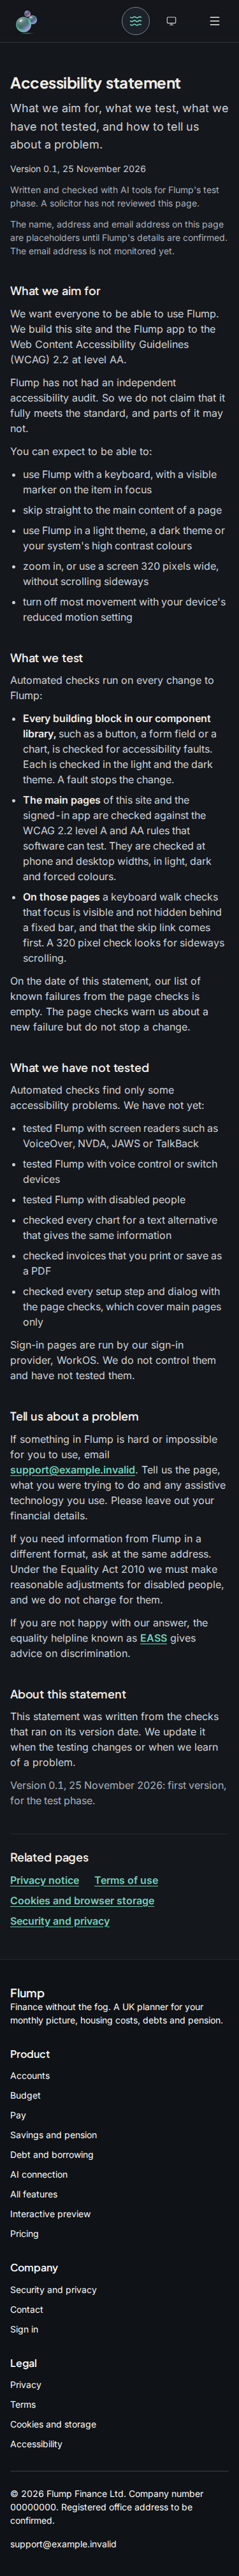 Accessibility statement
What we aim for, what we test, what we
have not tested, and how to tell us
about a problem.
Version 0.1, 25 November 2026
Written and checked with AI tools for Flump's test
phase. A solicitor has not reviewed this page.
The name, address and email address on this page
are placeholders until Flump's details are confirmed.
The email address is not monitored yet.
What we aim for
We want everyone to be able to use Flump.
We build this site and the Flump app to the
Web Content Accessibility Guidelines
(WCAG) 2.2 at level AA.
Flump has not had an independent
accessibility audit. So we do not claim that it
fully meets the standard, and parts of it may
not.
You can expect to be able to:
• use Flump with a keyboard, with a visible
marker on the item in focus
• skip straight to the main content of a page
• use Flump in a light theme, a dark theme or
your system's high contrast colours
• zoom in, or use a screen 320 pixels wide,
without scrolling sideways
• turn off most movement with your device's
reduced motion setting
What we test
Automated checks run on every change to
Flump:
• Every building block in our component
library, such as a button, a form field or a
chart, is checked for accessibility faults.
Each is checked in the light and the dark
theme. A fault stops the change.
• The main pages of this site and the
signed-in app are checked against the
WCAG 2.2 level A and AA rules that
software can test. They are checked at
phone and desktop widths, in light, dark
and forced colours.
• On those pages a keyboard walk checks
that focus is visible and not hidden behind
a fixed bar, and that the skip link comes
first. A 320 pixel check looks for sideways
scrolling.
On the date of this statement, our list of
known failures from the page checks is
empty. The page checks warn us about a
new failure but do not stop a change.
What we have not tested
Automated checks find only some
accessibility problems. We have not yet:
• tested Flump with screen readers such as
VoiceOver, NVDA, JAWS or TalkBack
• tested Flump with voice control or switch
devices
• tested Flump with disabled people
• checked every chart for a text alternative
that gives the same information
• checked invoices that you print or save as
a PDF
• checked every setup step and dialog with
the page checks, which cover main pages
only
Sign-in pages are run by our sign-in
provider, WorkOS. We do not control them
and have not tested them.
Tell us about a problem
If something in Flump is hard or impossible
for you to use, email
support@example.invalid. Tell us the page,
what you were trying to do and any assistive
technology you use. Please leave out your
financial details.
If you need information from Flump in a
different format, ask at the same address.
Under the Equality Act 2010 we must make
reasonable adjustments for disabled people,
and we do not charge for them.
If you are not happy with our answer, the
equality helpline known as EASS gives
advice on discrimination.
About this statement
This statement was written from the checks
that ran on its version date. We update it
when the testing changes or when we learn
of a problem.
Version 0.1, 25 November 2026: first version,
for the test phase.
Related pages
Privacy notice Terms of use
Cookies and browser storage
Security and privacy
Flump
Finance without the fog. A UK planner for your
monthly picture, housing costs, debts and pension.
Product
Accounts
Budget
Pay
Savings and pension
Debt and borrowing
AI connection
All features
Interactive preview
Pricing
Company
Security and privacy
Contact
Sign in
Legal
Privacy
Terms
Cookies and storage
Accessibility
© 2026 Flump Finance Ltd. Company number
00000000. Registered office address to be
confirmed.
support@example.invalid